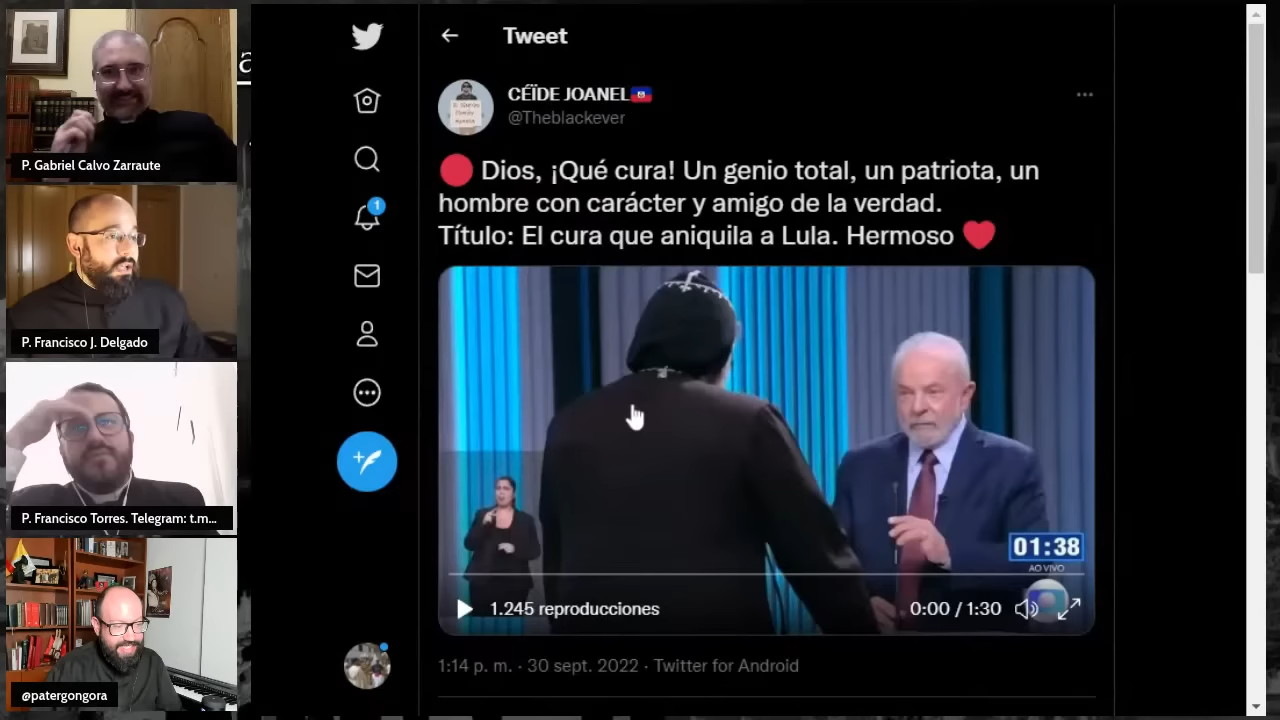 P. Gabriel Calvo Zarraute
P. Francisco J. Delgado
P. Francisco Torres. Telegram: t.m...
@patergongora
a
Tweet
CÉÏDE JOANEL
@Theblackever
Dios, ¡Qué cura! Un genio total, un patriota, un
hombre con carácter y amigo de la verdad.
Título: El cura que aniquila a Lula. Hermoso
1
01:38
AO VIVO
1.245 reproducciones
0:00 / 1:30
1:14 p. m. · 30 sept. 2022 · Twitter for Android